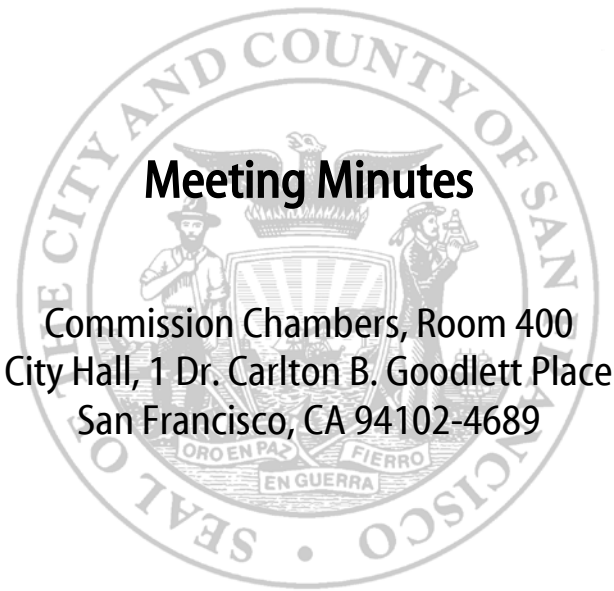 SEAL OF THE CITY AND COUNTY OF SAN FRANCISCO
Meeting Minutes
Commission Chambers, Room 400
City Hall, 1 Dr. Carlton B. Goodlett Place
San Francisco, CA 94102-4689
ORO EN PAZ
FIERRO
EN GUERRA